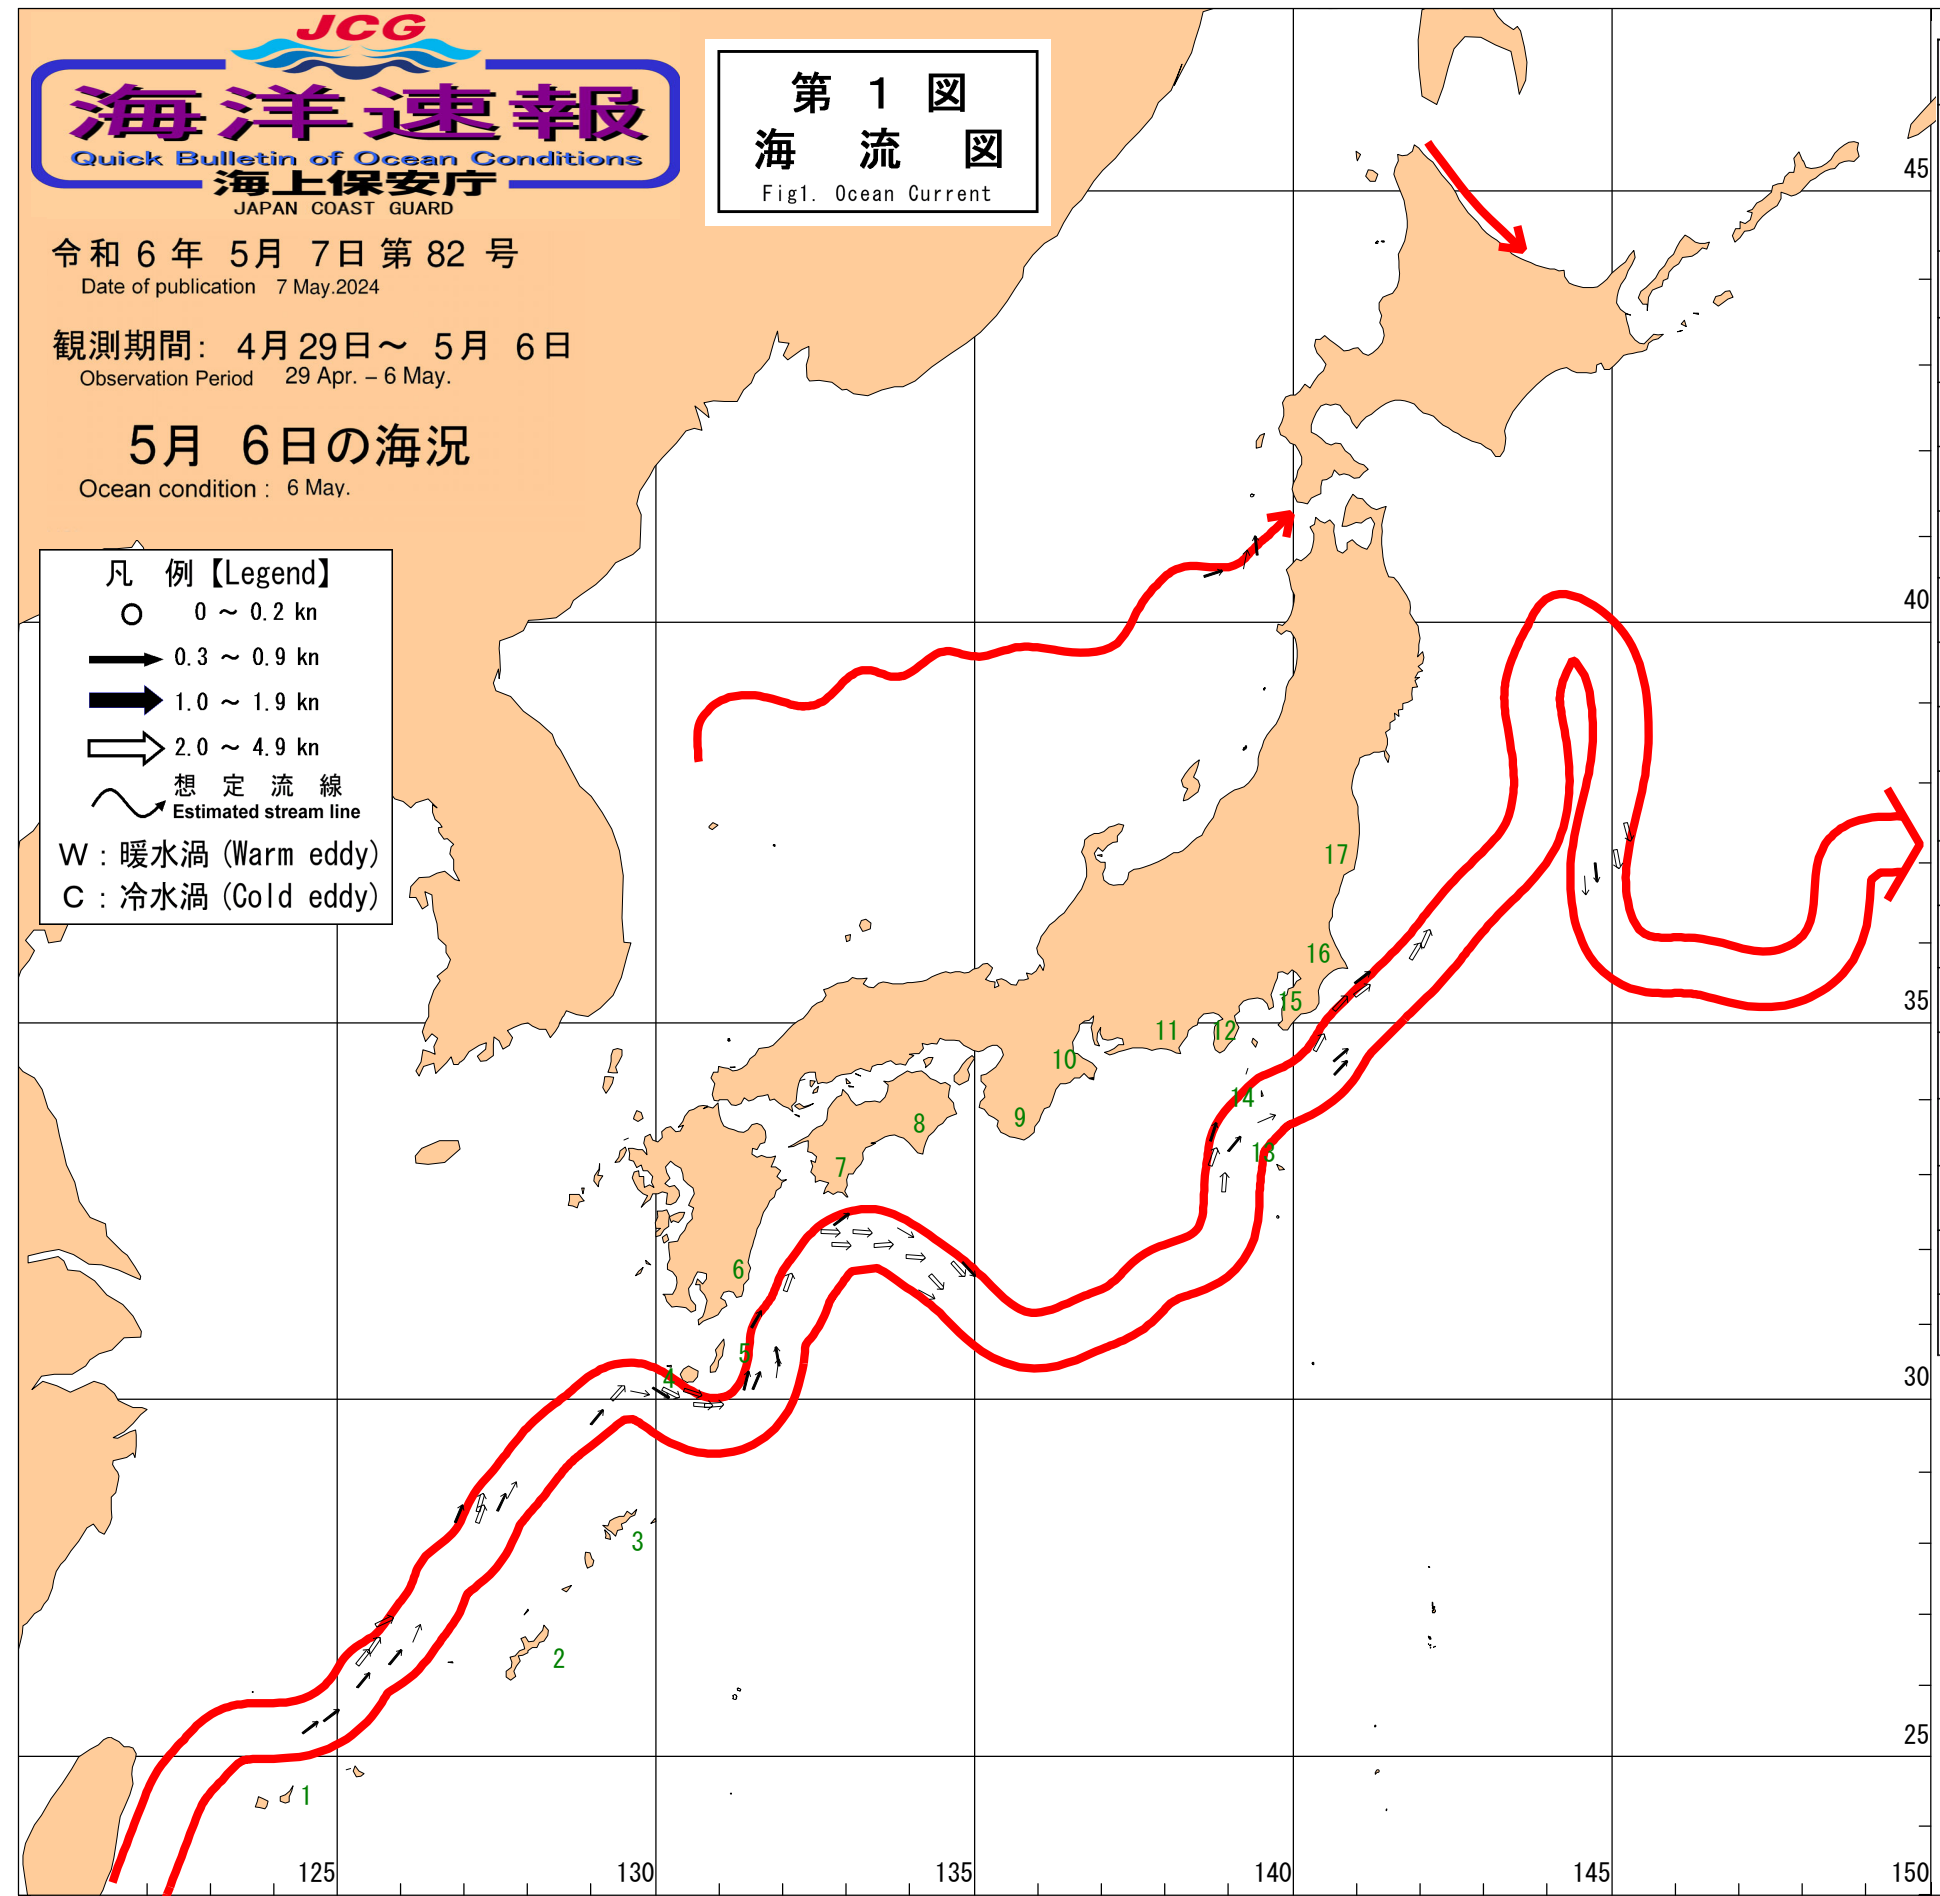 JCG
海洋速報
Quick Bulletin of Ocean Conditions
海上保安庁
JAPAN COAST GUARD
令和 6 年 5月 7日 第 82 号
Date of publication 7 May.2024
観測期間: 4月 29日～ 5月 6日
Observation Period 29 Apr. – 6 May.
5月 6日の海況
Ocean condition : 6 May.
第 1 図
海 流 図
Fig1. Ocean Current
凡 例【Legend】
0 ～ 0.2 kn
0.3 ～ 0.9 kn
1.0 ～ 1.9 kn
2.0 ～ 4.9 kn
想 定 流 線
Estimated stream line
W : 暖水渦 (Warm eddy)
C : 冷水渦 (Cold eddy)
45
40
17
16
35
15
12
11
10
14
9
8
13
7
6
5
4
30
3
2
25
1
125
130
135
140
145
150